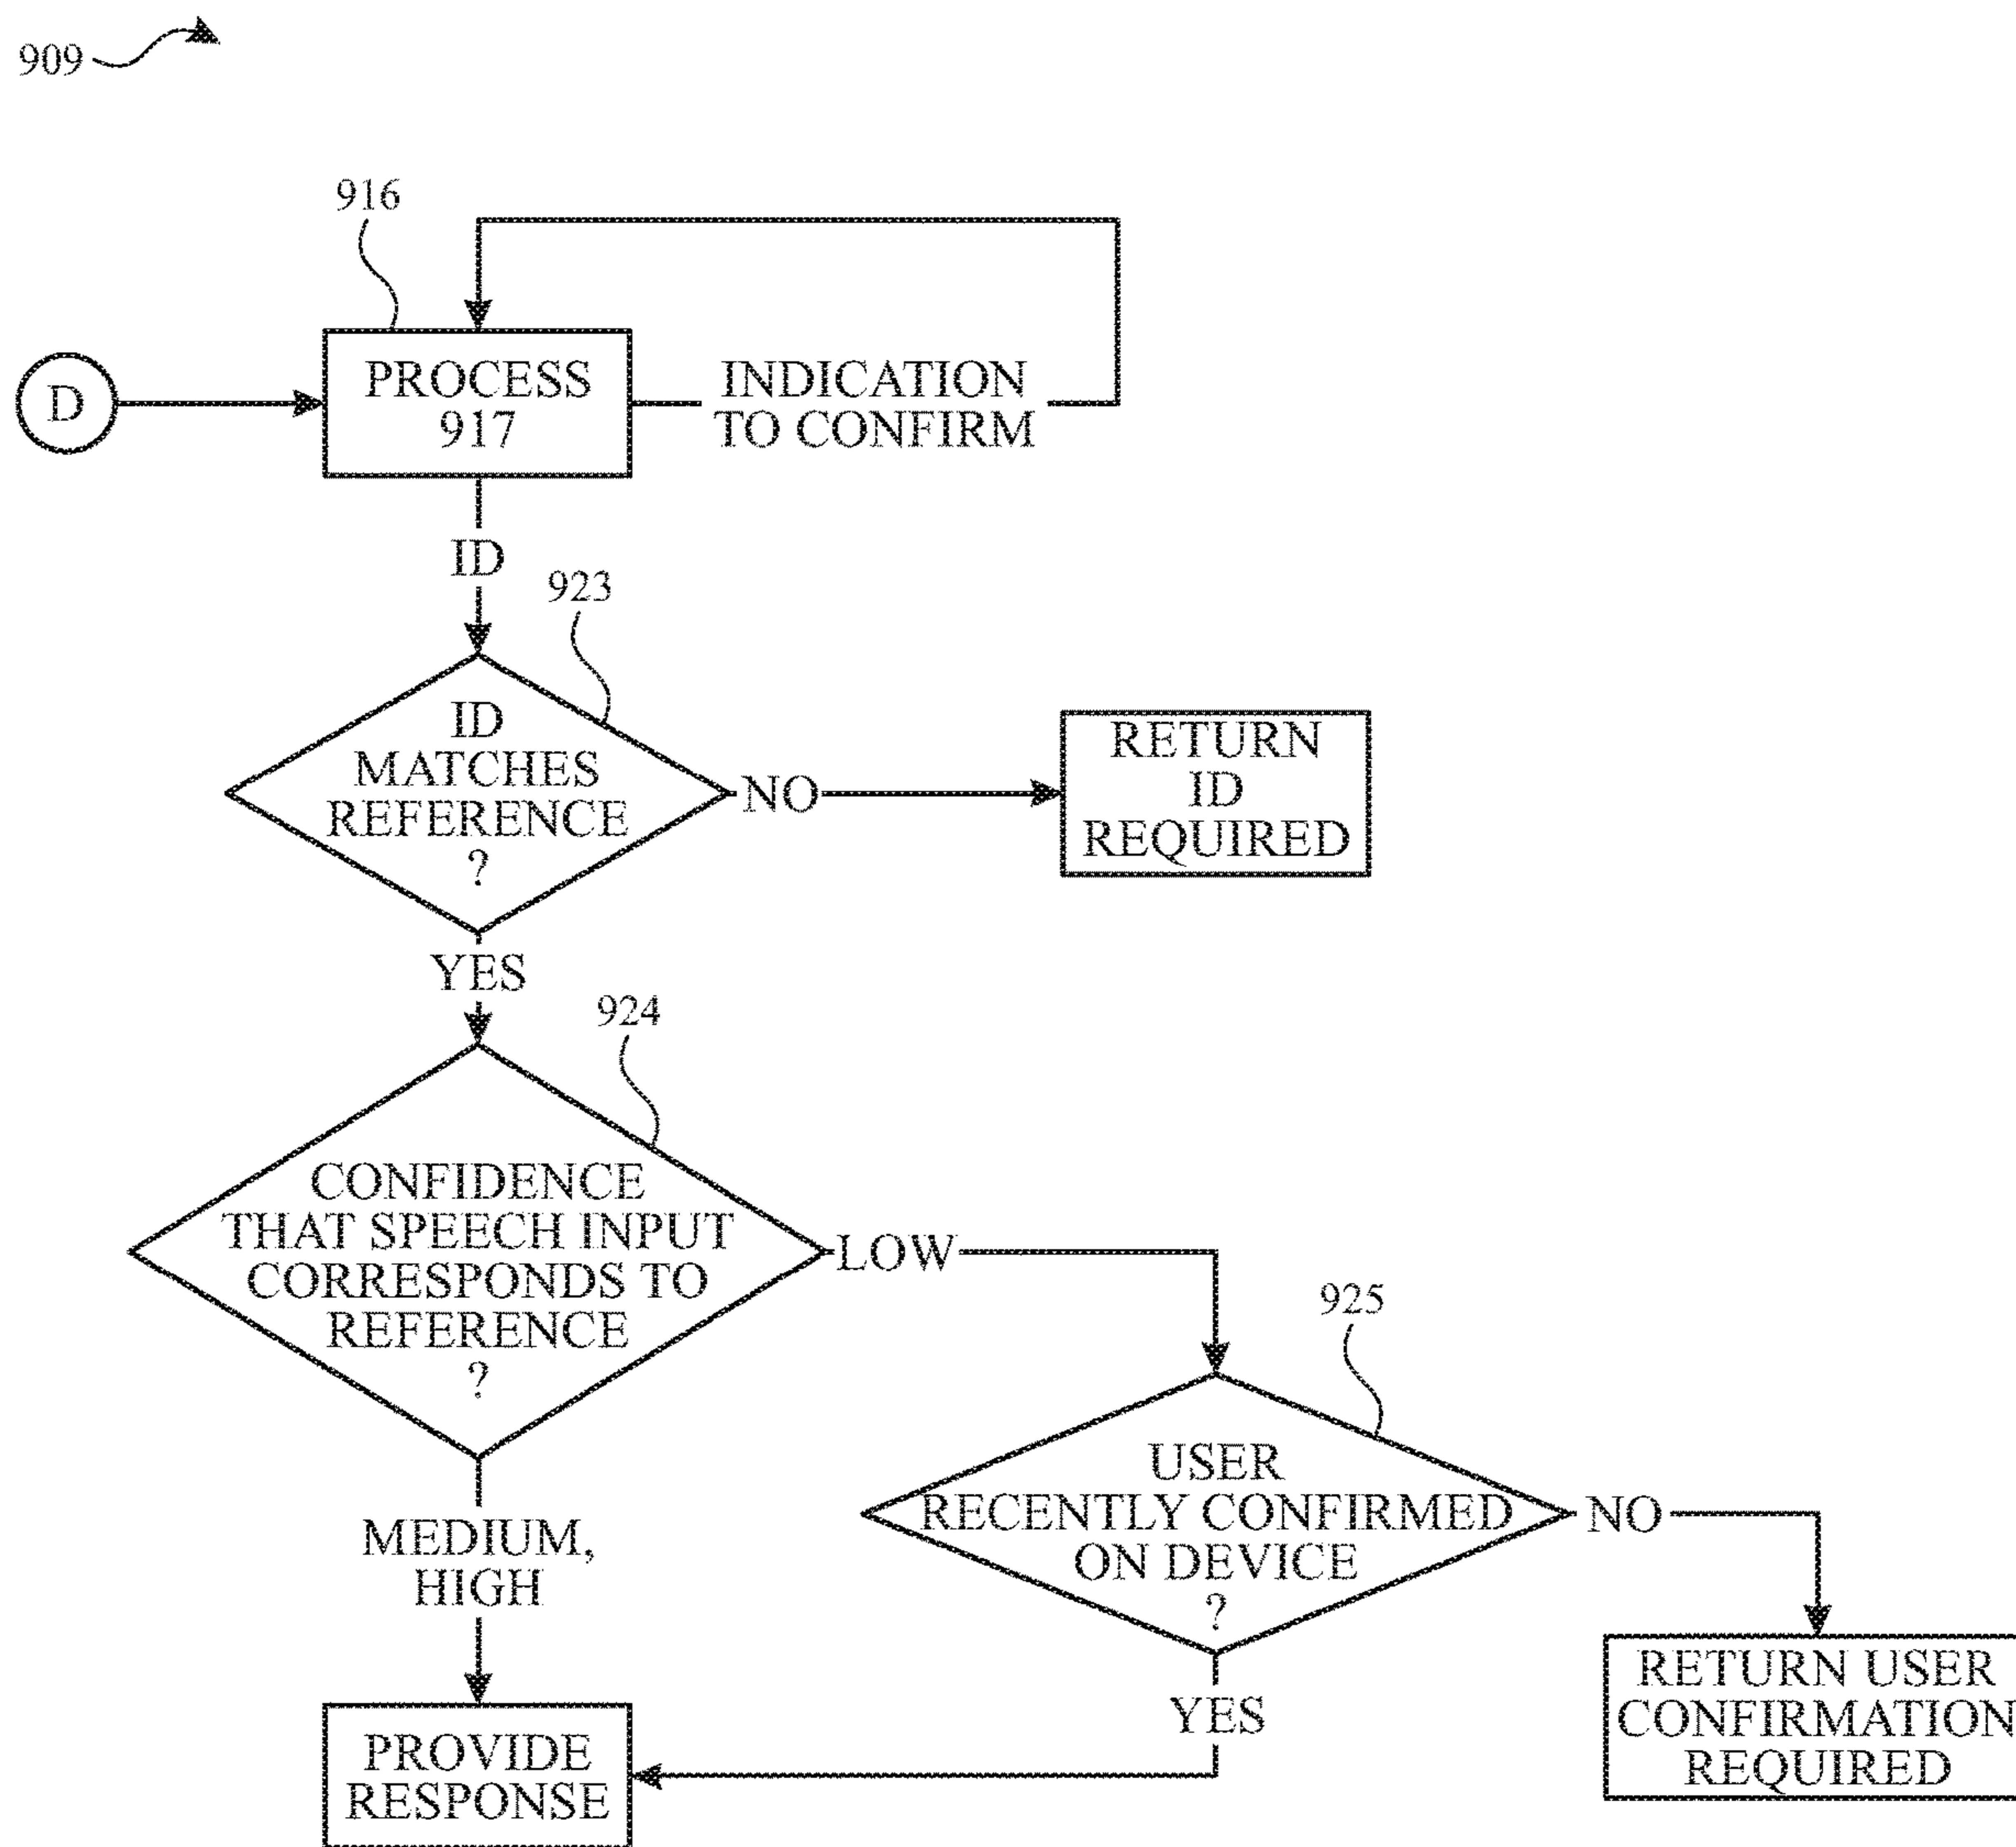 909
916
D
PROCESS
917
INDICATION
TO CONFIRM
ID
923
ID
MATCHES
REFERENCE
?
NO
RETURN
ID
REQUIRED
YES
924
CONFIDENCE
THAT SPEECH INPUT
CORRESPONDS TO
REFERENCE
?
LOW
925
USER
RECENTLY CONFIRMED
ON DEVICE
?
NO
MEDIUM,
HIGH
YES
RETURN USER
CONFIRMATION
REQUIRED
PROVIDE
RESPONSE